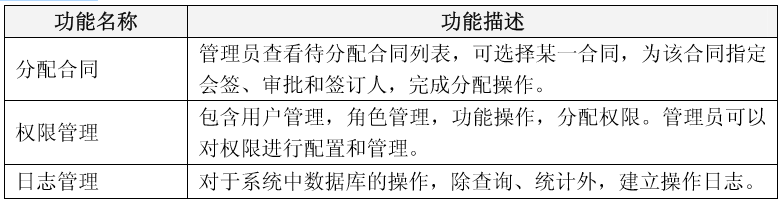 功能名称 功能描述
分配合同 管理员查看待分配合同列表，可选择某一合同，为该合同指定
会签、审批和签订人，完成分配操作。
权限管理 包含用户管理，角色管理，功能操作，分配权限。管理员可以
对权限进行配置和管理。
日志管理 对于系统中数据库的操作，除查询、统计外，建立操作日志。